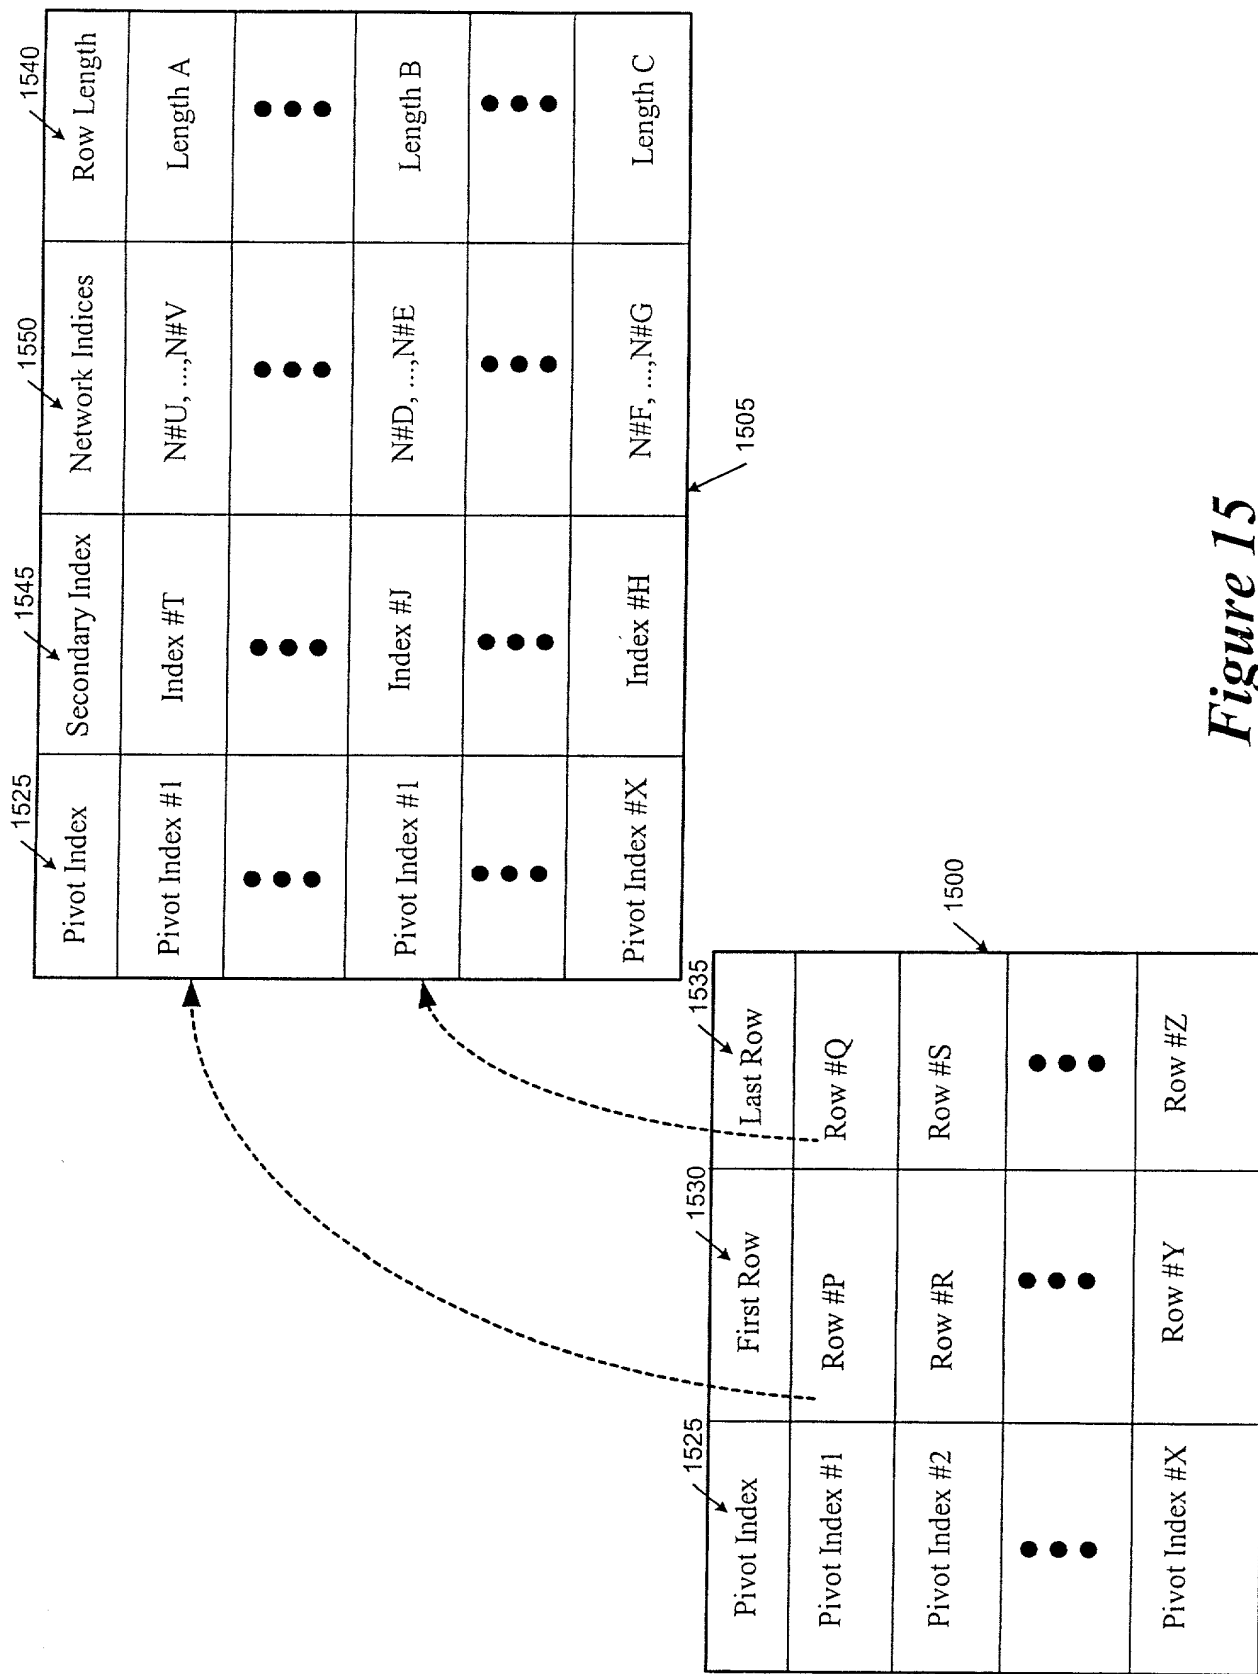 1525
1530
1535
Pivot Index
First Row
Last Row
Pivot Index #1
Row #P
Row #Q
Pivot Index #2
Row #R
Row #S
Pivot Index #X
Row #Y
Row #Z
1500
1525
1545
1550
1540
Pivot Index
Secondary Index
Network Indices
Row Length
Pivot Index #1
Index #T
N#U, ...,N#V
Length A
Pivot Index #1
Index #J
N#D, ...,N#E
Length B
Pivot Index #X
Index #H
N#F, ...,N#G
Length C
1505
Figure 15